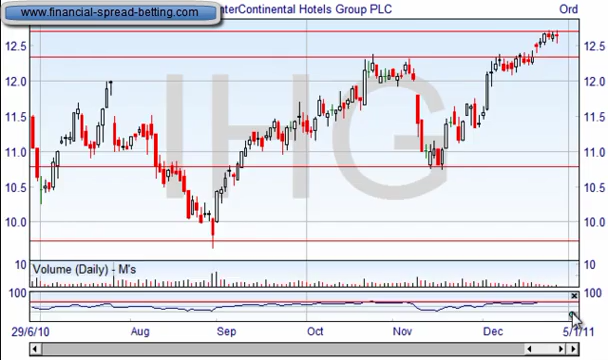 www.financial-spread-betting.com
nterContinental Hotels Group PLC
Ord
12.5
12.5
12.0
12.0
IHG
11.5
11.5
11.0
11.0
10.5
10.5
10.0
10.0
10
Volume (Daily) - M's
10
100
100
29/6/10
Aug
Sep
Oct
Nov
Dec
5/1/11